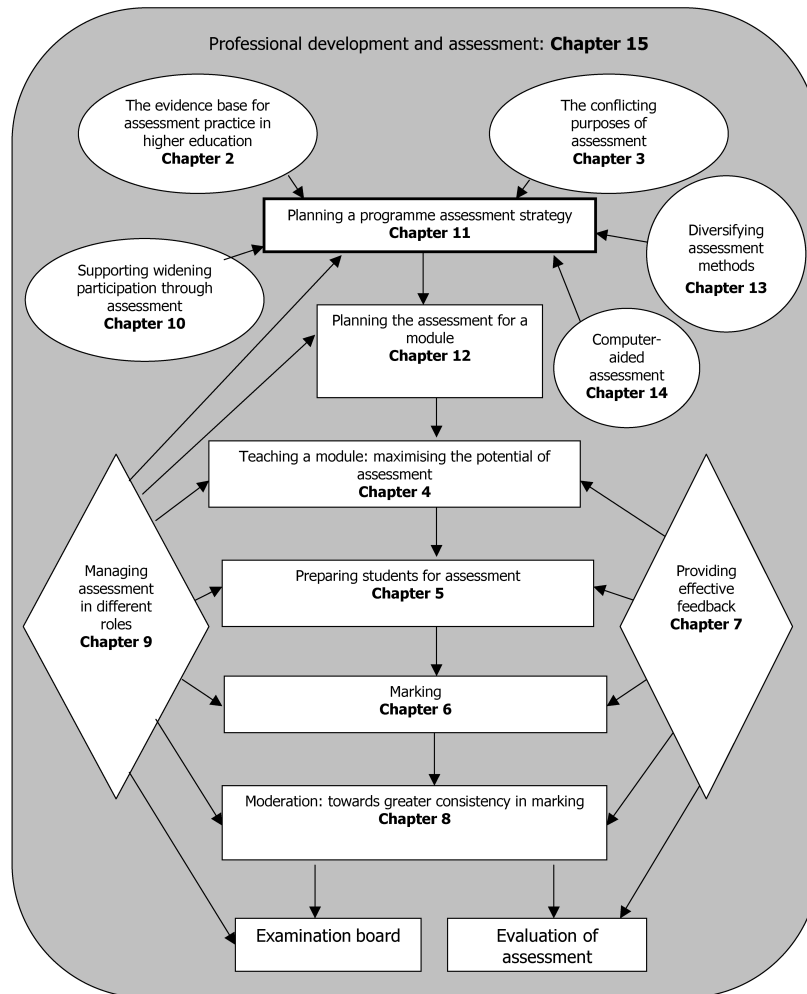 Professional development and assessment: Chapter 15
The evidence base for
assessment practice in
higher education
Chapter 2
The conflicting
purposes of
assessment
Chapter 3
Planning a programme assessment strategy
Chapter 11
Diversifying
assessment
methods
Chapter 13
Supporting widening
participation through
assessment
Chapter 10
Planning the assessment for a
module
Chapter 12
Computer-
aided
assessment
Chapter 14
Teaching a module: maximising the potential of
assessment
Chapter 4
Managing
assessment
in different
roles
Chapter 9
Preparing students for assessment
Chapter 5
Providing
effective
feedback
Chapter 7
Marking
Chapter 6
Moderation: towards greater consistency in marking
Chapter 8
Examination board
Evaluation of
assessment